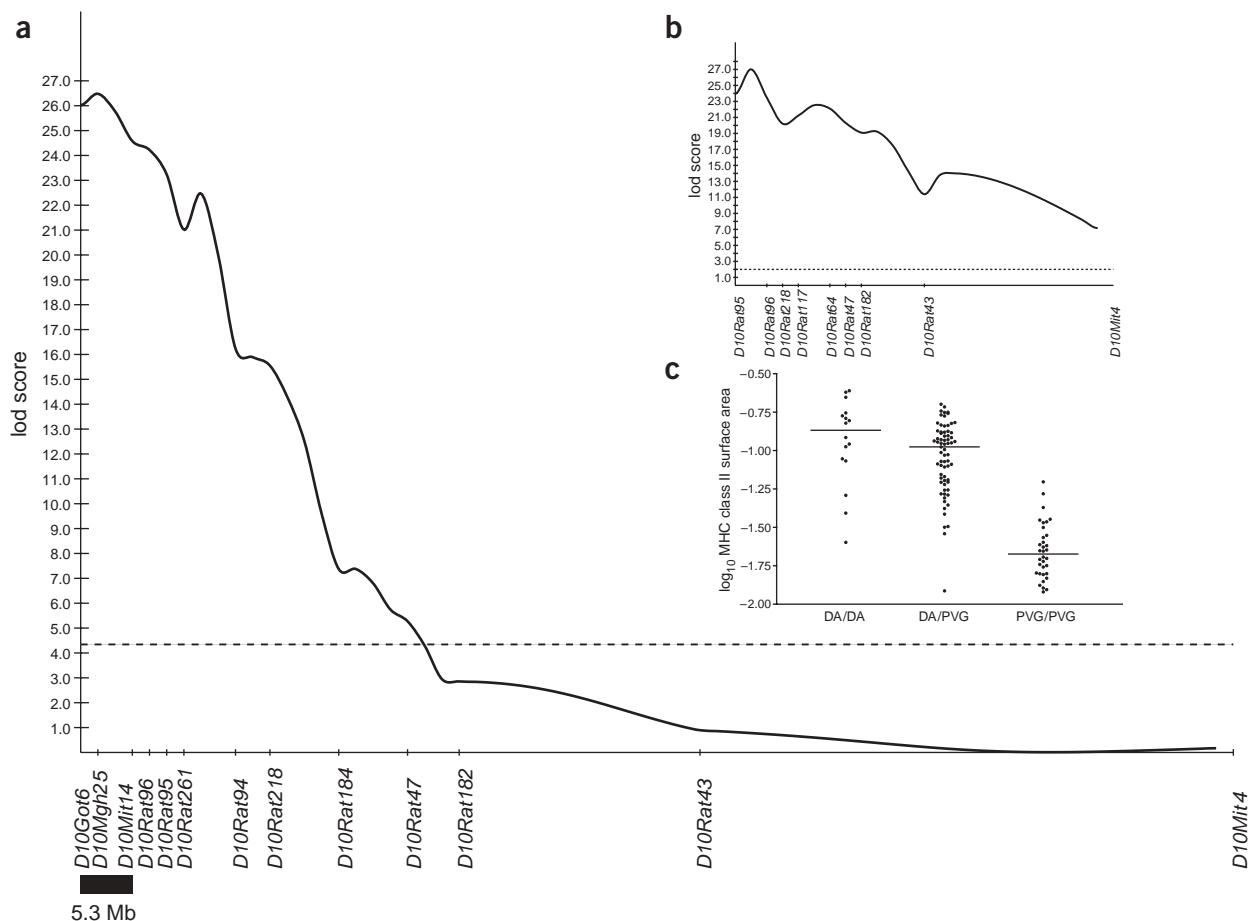 a
lod score
27.0
26.0
25.0
24.0
23.0
22.0
21.0
20.0
19.0
18.0
17.0
16.0
15.0
14.0
13.0
12.0
11.0
10.0
9.0
8.0
7.0
6.0
5.0
4.0
3.0
2.0
1.0
D10Got6
D10Mgh25
D10Mit14
D10Rat96
D10Rat95
D10Rat261
D10Rat94
D10Rat218
D10Rat184
D10Rat47
D10Rat182
D10Rat43
D10Mit4
5.3 Mb
b
lod score
27.0
25.0
23.0
21.0
19.0
17.0
15.0
13.0
11.0
9.0
7.0
5.0
3.0
1.0
D10Rat95
D10Rat96
D10Rat218
D10Rat117
D10Rat64
D10Rat47
D10Rat182
D10Rat43
D10Mit4
c
log10 MHC class II surface area
−0.50
−0.75
−1.00
−1.25
−1.50
−1.75
−2.00
DA/DA
DA/PVG
PVG/PVG